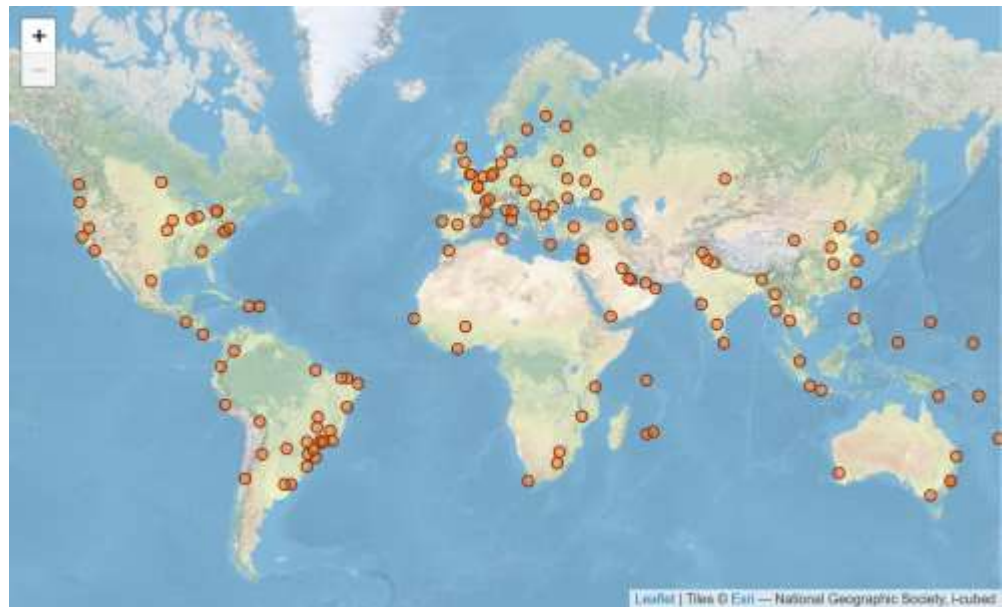 +
−
Leaflet | Tiles © Esri — National Geographic Society, i-cubed